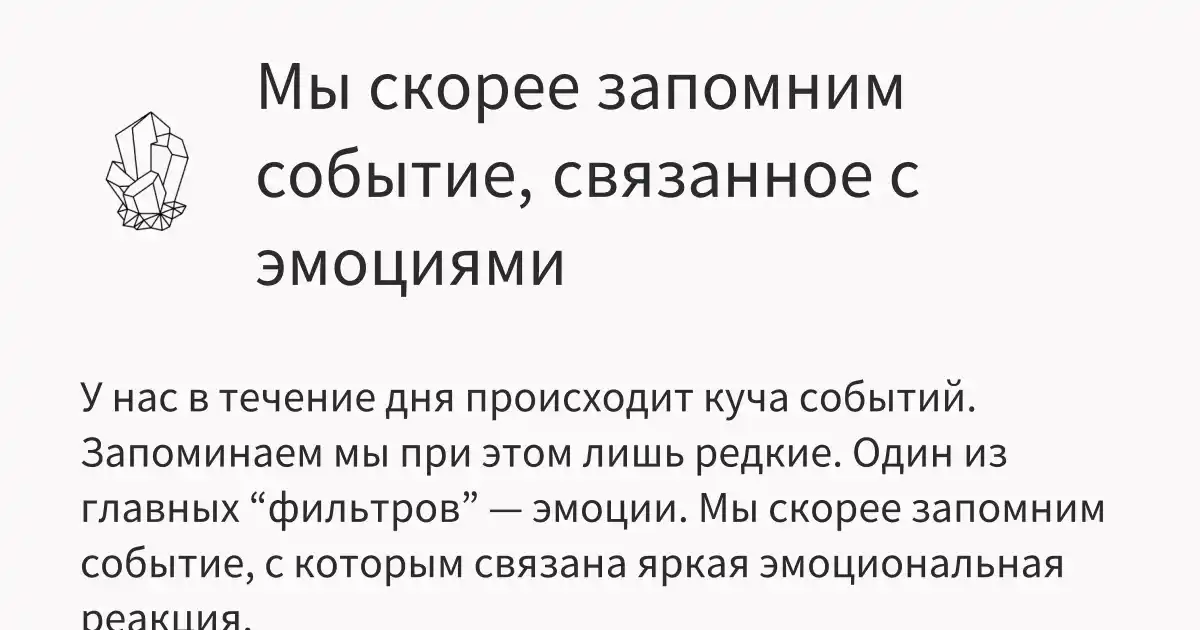 Мы скорее запомним
событие, связанное с
эмоциями
У нас в течение дня происходит куча событий.
Запоминаем мы при этом лишь редкие. Один из
главных “фильтров” — эмоции. Мы скорее запомним
событие, с которым связана яркая эмоциональная
реакция.